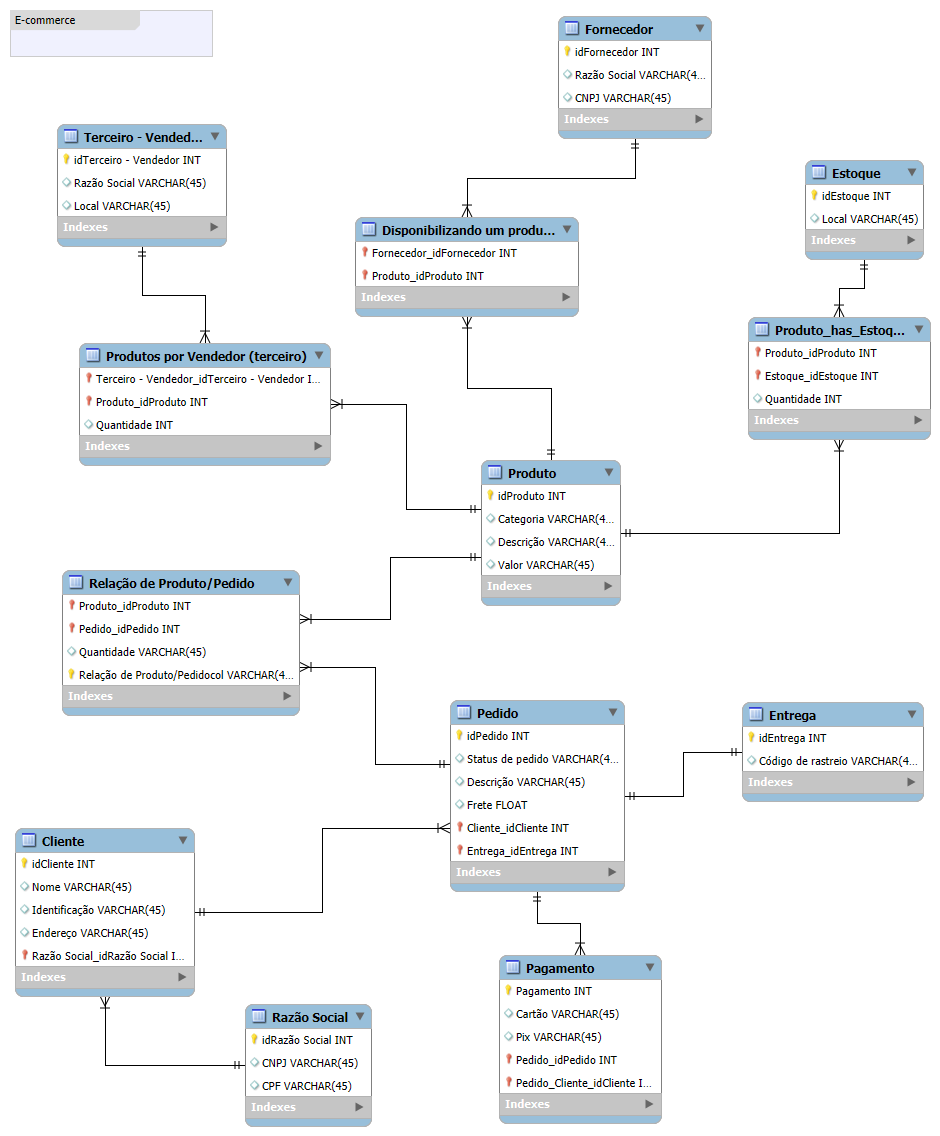 E-commerce
Fornecedor
idFornecedor INT
Razão Social VARCHAR(4...
CNPJ VARCHAR(45)
Indexes
Terceiro - Vended...
idTerceiro - Vendedor INT
Razão Social VARCHAR(45)
Local VARCHAR(45)
Indexes
Estoque
idEstoque INT
Local VARCHAR(45)
Indexes
Disponibilizando um produ...
Fornecedor_idFornecedor INT
Produto_idProduto INT
Indexes
Produto_has_Estoq...
Produto_idProduto INT
Estoque_idEstoque INT
Quantidade INT
Indexes
Produtos por Vendedor (terceiro)
Terceiro - Vendedor_idTerceiro - Vendedor I...
Produto_idProduto INT
Quantidade INT
Indexes
Produto
idProduto INT
Categoria VARCHAR(4...
Descrição VARCHAR(4...
Valor VARCHAR(45)
Indexes
Relação de Produto/Pedido
Produto_idProduto INT
Pedido_idPedido INT
Quantidade VARCHAR(45)
Relação de Produto/Pedidocol VARCHAR(4...
Indexes
Pedido
idPedido INT
Status de pedido VARCHAR(4...
Descrição VARCHAR(45)
Frete FLOAT
Cliente_idCliente INT
Entrega_idEntrega INT
Indexes
Entrega
idEntrega INT
Código de rastreio VARCHAR(4...
Indexes
Cliente
idCliente INT
Nome VARCHAR(45)
Identificação VARCHAR(45)
Endereço VARCHAR(45)
Razão Social_idRazão Social I...
Indexes
Pagamento
Pagamento INT
Cartão VARCHAR(45)
Pix VARCHAR(45)
Pedido_idPedido INT
Pedido_Cliente_idCliente I...
Indexes
Razão Social
idRazão Social INT
CNPJ VARCHAR(45)
CPF VARCHAR(45)
Indexes